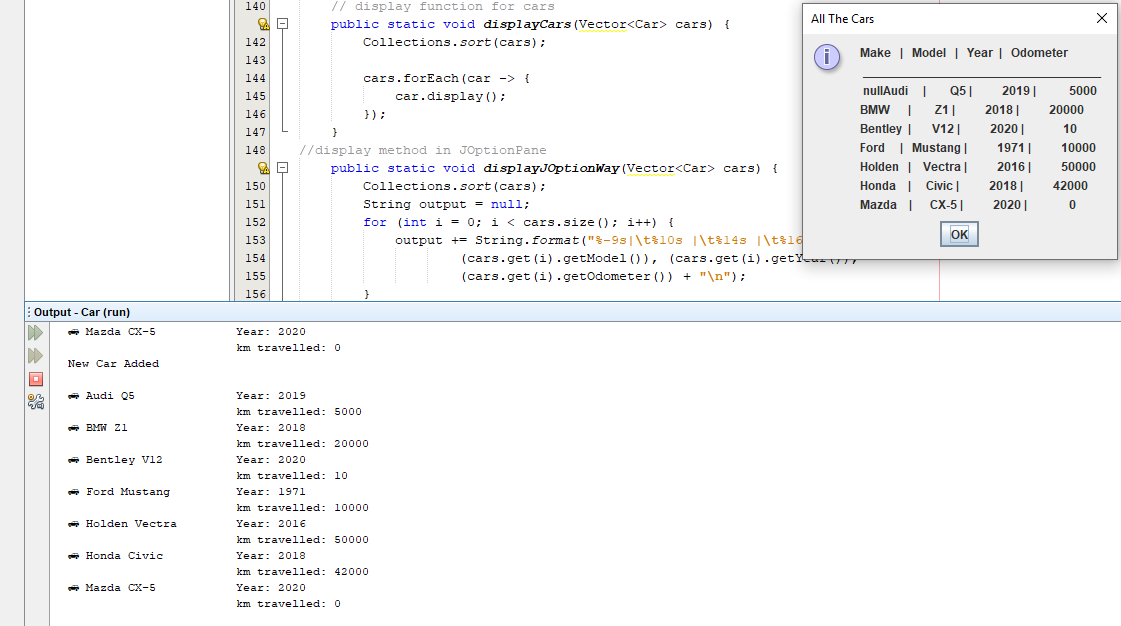 140 // display function for cars
public static void displayCars(Vector<Car> cars) {
142 Collections.sort(cars);
143
144 cars.forEach(car -> {
145 car.display();
146 });
147 }
148 //display method in JOptionPane
public static void displayJOptionWay(Vector<Car> cars) {
150 Collections.sort(cars);
151 String output = null;
152 for (int i = 0; i < cars.size(); i++) {
153 output += String.format("%-9s|\t%10s |\t%14s |\t%16
154 (cars.get(i).getModel()), (cars.get(i).getYear()),
155 (cars.get(i).getOdometer()) + "\n");
156 }
All The Cars
Make | Model | Year | Odometer
nullAudi | Q5 | 2019 | 5000
BMW | Z1 | 2018 | 20000
Bentley | V12 | 2020 | 10
Ford | Mustang | 1971 | 10000
Holden | Vectra | 2016 | 50000
Honda | Civic | 2018 | 42000
Mazda | CX-5 | 2020 | 0
OK
Output - Car (run)
Mazda CX-5 Year: 2020
km travelled: 0
New Car Added
Audi Q5 Year: 2019
km travelled: 5000
BMW Z1 Year: 2018
km travelled: 20000
Bentley V12 Year: 2020
km travelled: 10
Ford Mustang Year: 1971
km travelled: 10000
Holden Vectra Year: 2016
km travelled: 50000
Honda Civic Year: 2018
km travelled: 42000
Mazda CX-5 Year: 2020
km travelled: 0